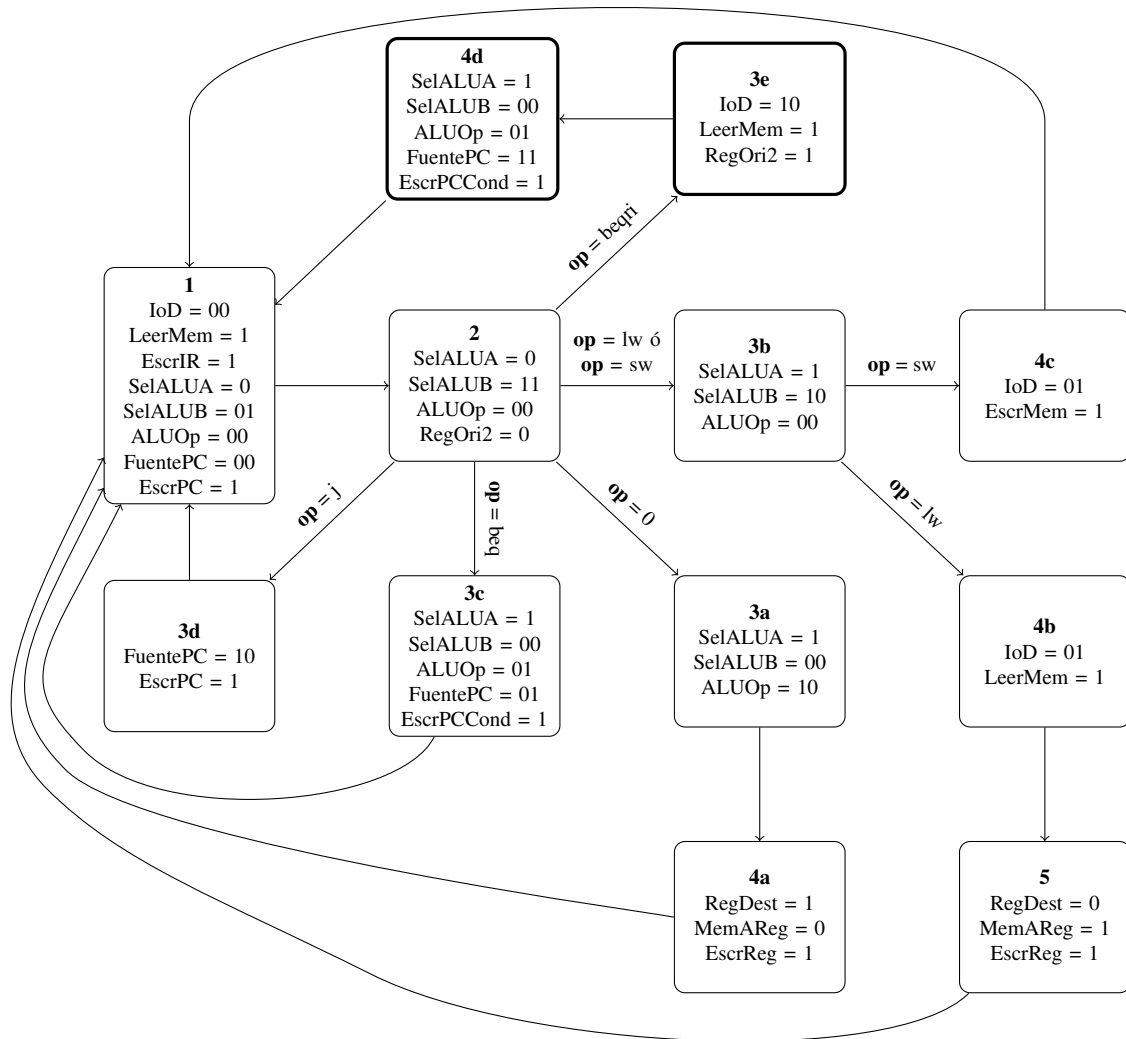 4d
SelALUA = 1
SelALUB = 00
ALUOp = 01
FuentePC = 11
EscrPCCond = 1
3e
IoD = 10
LeerMem = 1
RegOri2 = 1
op = beqri
1
IoD = 00
LeerMem = 1
EscrIR = 1
SelALUA = 0
SelALUB = 01
ALUOp = 00
FuentePC = 00
EscrPC = 1
2
SelALUA = 0
SelALUB = 11
ALUOp = 00
RegOri2 = 0
op = lw ó
op = sw
3b
SelALUA = 1
SelALUB = 10
ALUOp = 00
op = sw
4c
IoD = 01
EscrMem = 1
op = j
op = beq
op = 0
op = lw
3d
FuentePC = 10
EscrPC = 1
3c
SelALUA = 1
SelALUB = 00
ALUOp = 01
FuentePC = 01
EscrPCCond = 1
3a
SelALUA = 1
SelALUB = 00
ALUOp = 10
4b
IoD = 01
LeerMem = 1
4a
RegDest = 1
MemAReg = 0
EscrReg = 1
5
RegDest = 0
MemAReg = 1
EscrReg = 1